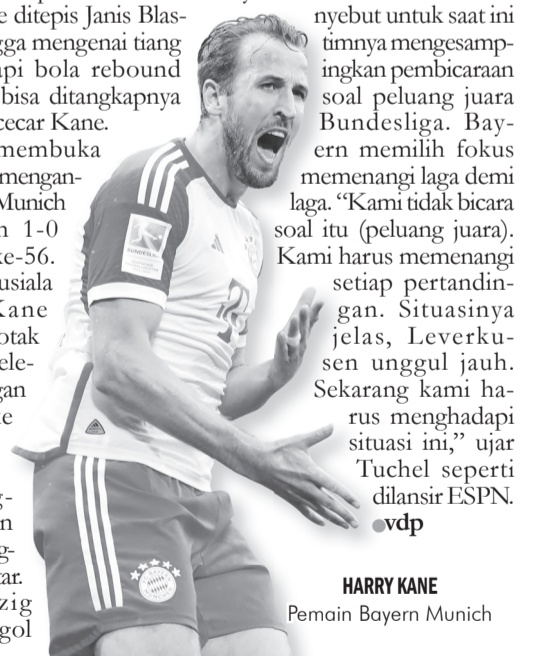 e ditepis Janis Blas-
gga mengenai tiang
api bola rebound
bisa ditangkapnya
cecar Kane.
membuka
mengan-
Munich
1-0
ke-56.
usiala
Kane
otak
ele-
gan
ke
g-
n
g-
tar.
zig
gol
nyebut untuk saat ini
timnya mengesamp-
ingkan pembicaraan
soal peluang juara
Bundesliga. Bay-
ern memilih fokus
memenangi laga demi
laga. “Kami tidak bicara
soal itu (peluang juara).
Kami harus memenangi
setiap pertandin-
gan. Situasinya
jelas, Leverku-
sen unggul jauh.
Sekarang kami ha-
rus menghadapi
situasi ini,” ujar
Tuchel seperti
dilansir ESPN.
●vdp
BUNDESLIGA
HARRY KANE
Pemain Bayern Munich